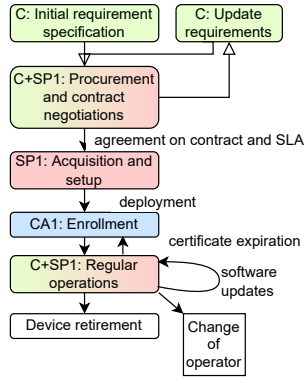 C: Initial requirement
specification
C: Update
requirements
C+SP1: Procurement
and contract
negotiations
agreement on contract and SLA
SP1: Acquisition and
setup
deployment
CA1: Enrollment
certificate expiration
C+SP1: Regular
operations
software
updates
Device retirement
Change
of
operator